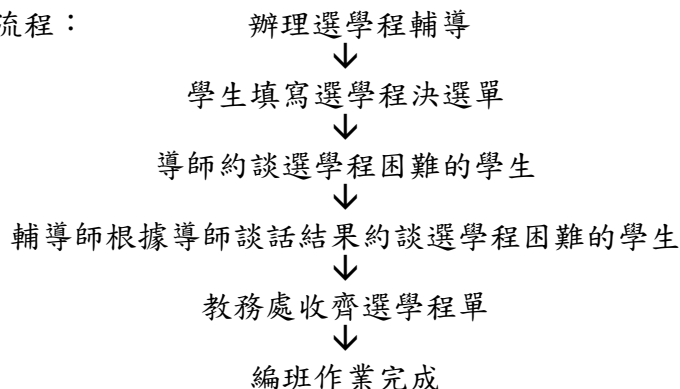 流程：　辦理選學程輔導
↓
學生填寫選學程決選單
↓
導師約談選學程困難的學生
↓
輔導師根據導師談話結果約談選學程困難的學生
↓
教務處收齊選學程單
↓
編班作業完成